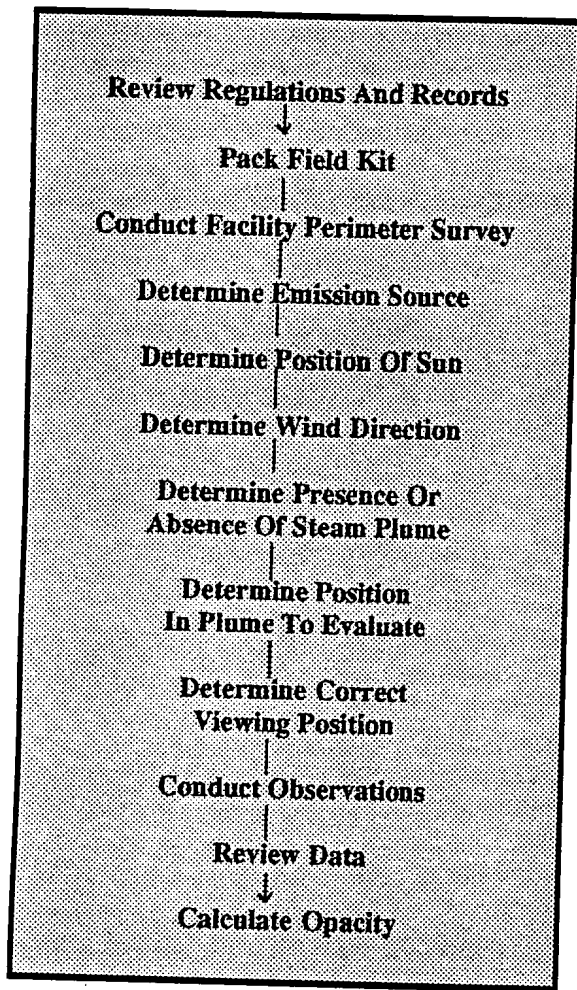 Review Regulations And Records
Pack Field Kit
Conduct Facility Perimeter Survey
Determine Emission Source
Determine Position Of Sun
Determine Wind Direction
Determine Presence Or
Absence Of Steam Plume
Determine Position
In Plume To Evaluate
Determine Correct
Viewing Position
Conduct Observations
Review Data
Calculate Opacity